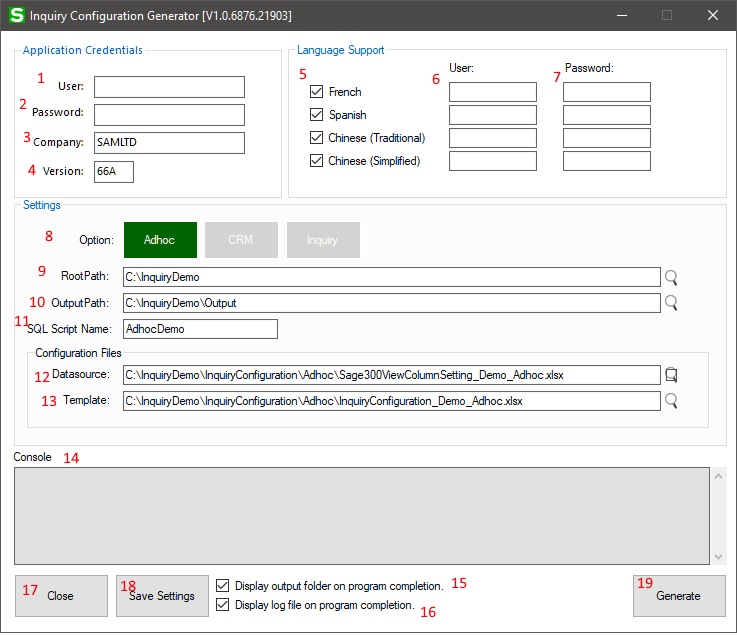 S Inquiry Configuration Generator [V1.0.6876.21903]
Application Credentials
1 User:
2 Password:
3 Company: SAMLTD
4 Version: 66A
Language Support
5 6 User: 7 Password:
French
Spanish
Chinese (Traditional)
Chinese (Simplified)
Settings
8 Option: Adhoc CRM Inquiry
9 RootPath: C:\InquiryDemo
10 OutputPath: C:\InquiryDemo\Output
11 SQL Script Name: AdhocDemo
Configuration Files
12 Datasource: C:\InquiryDemo\InquiryConfiguration\Adhoc\Sage300ViewColumnSetting_Demo_Adhoc.xlsx
13 Template: C:\InquiryDemo\InquiryConfiguration\Adhoc\InquiryConfiguration_Demo_Adhoc.xlsx
Console 14
17 Close 18 Save Settings Display output folder on program completion. 15
Display log file on program completion. 16
19 Generate